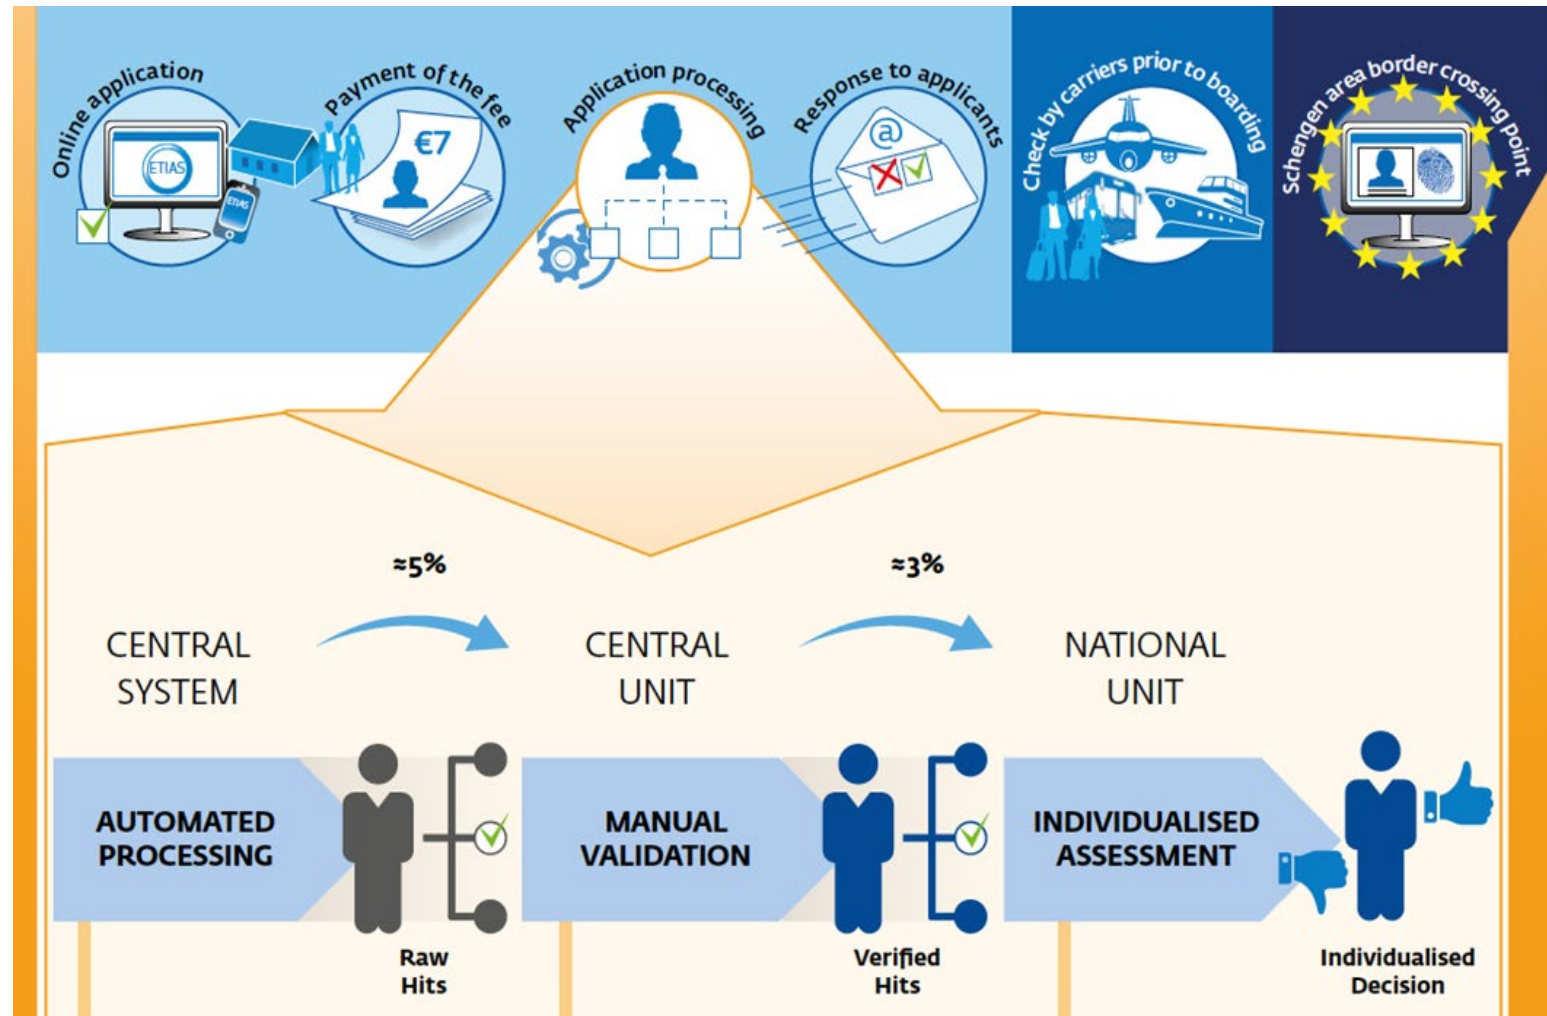 Online application
Payment of the fee
Application processing
Response to applicants
Check by carriers prior to boarding
Schengen area border crossing point
ETIAS
ETIAS
€7
@
≈5%
≈3%
CENTRAL
SYSTEM
CENTRAL
UNIT
NATIONAL
UNIT
AUTOMATED
PROCESSING
MANUAL
VALIDATION
INDIVIDUALISED
ASSESSMENT
Raw
Hits
Verified
Hits
Individualised
Decision